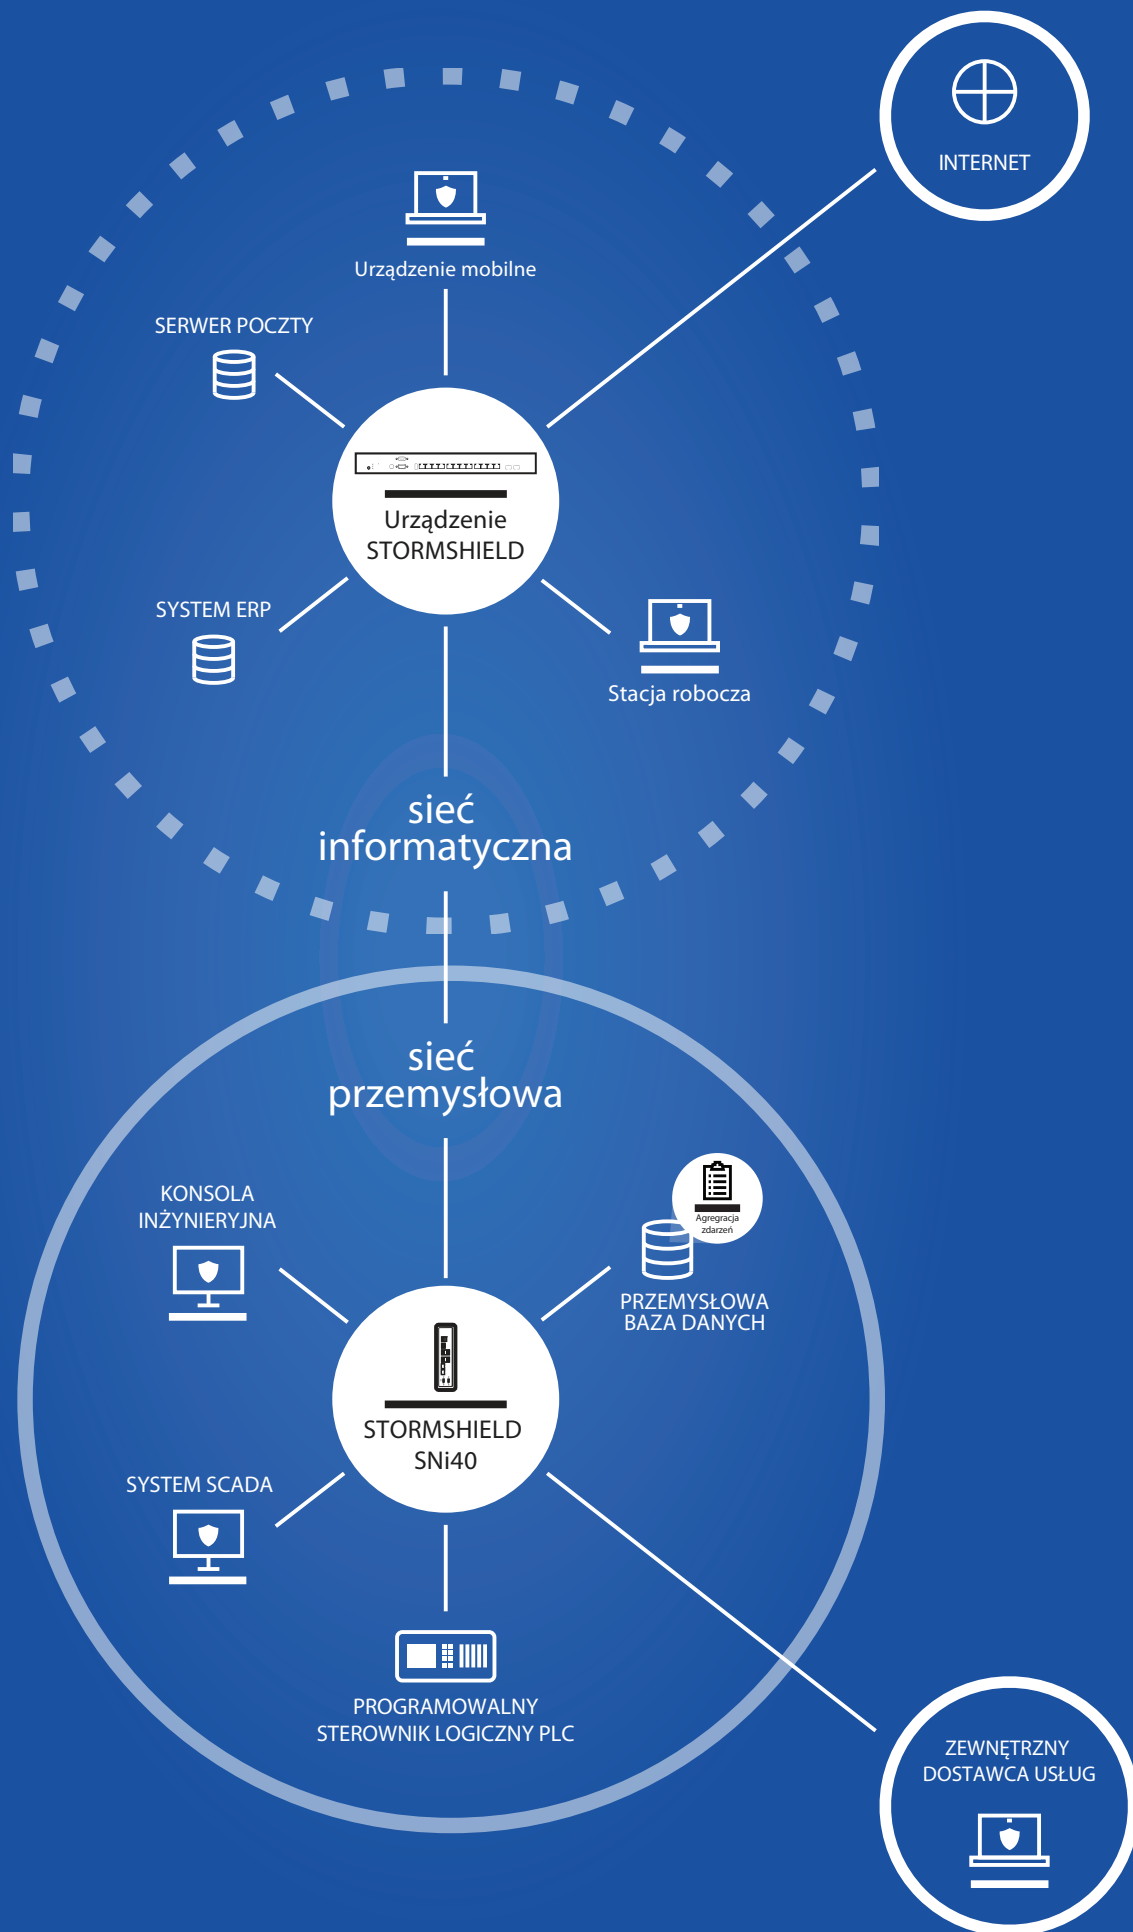 INTERNET
Urządzenie mobilne
SERWER POCZTY
Urządzenie
STORMSHIELD
SYSTEM ERP
Stacja robocza
sieć
informatyczna
sieć
przemysłowa
KONSOLA
INŻYNIERYJNA
Agregracja
zdarzeń
PRZEMYSŁOWA
BAZA DANYCH
STORMSHIELD
SNi40
SYSTEM SCADA
PROGRAMOWALNY
STEROWNIK LOGICZNY PLC
ZEWNĘTRZNY
DOSTAWCA USŁUG